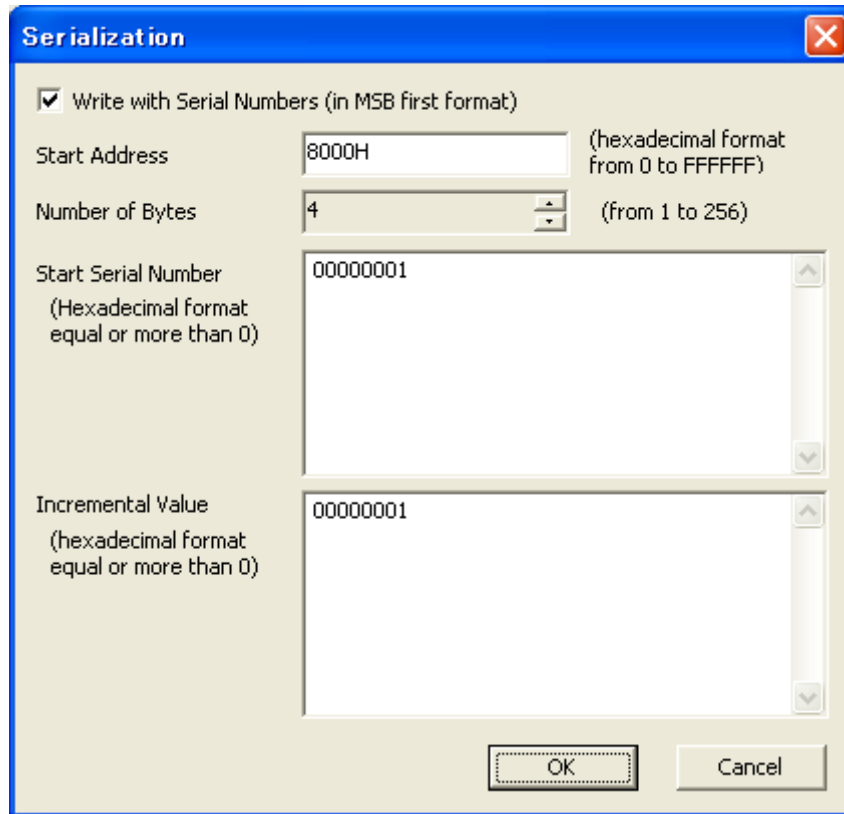 Serialization
Write with Serial Numbers (in MSB first format)
Start Address
8000H
(hexadecimal format
from 0 to FFFFFF)
Number of Bytes
4
(from 1 to 256)
Start Serial Number
(Hexadecimal format
equal or more than 0)
00000001
Incremental Value
(hexadecimal format
equal or more than 0)
00000001
OK
Cancel